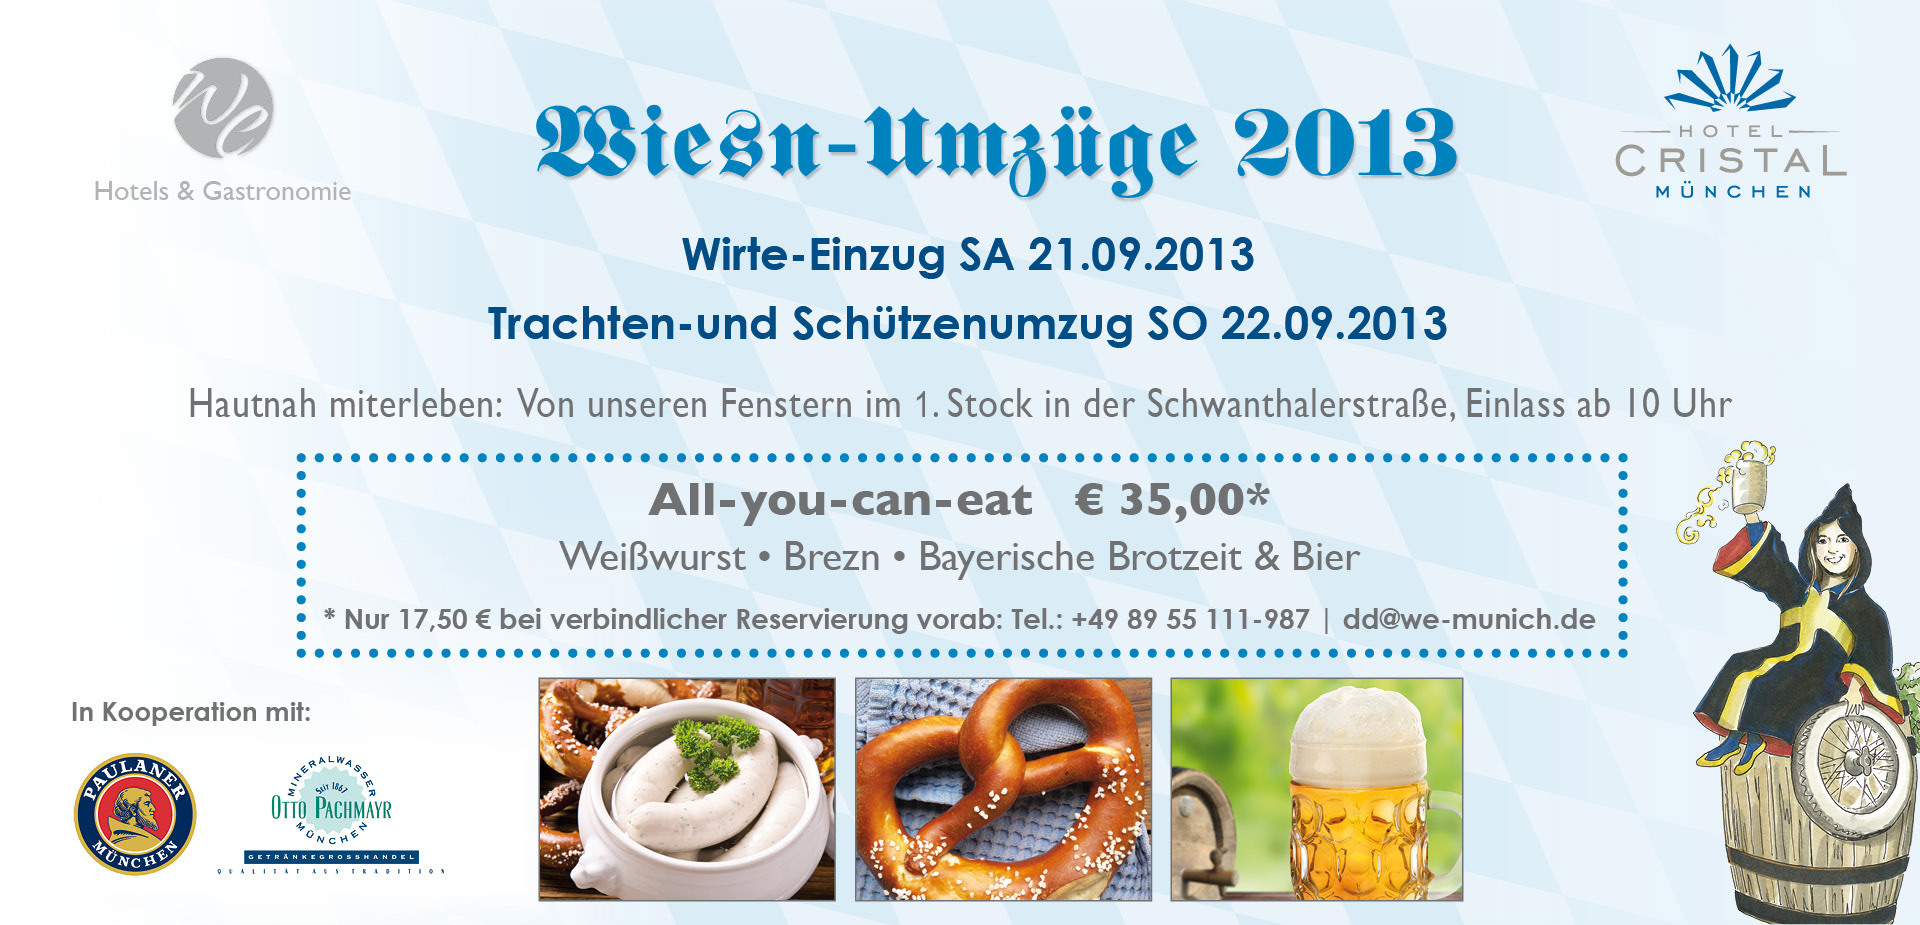 We
Hotels & Gastronomie
Wiesn-Umzüge 2013
HOTEL
CRISTAL
MÜNCHEN
Wirte-Einzug SA 21.09.2013
Trachten-und Schützenumzug SO 22.09.2013
Hautnah miterleben: Von unseren Fenstern im 1. Stock in der Schwanthalerstraße, Einlass ab 10 Uhr
All-you-can-eat € 35,00*
Weißwurst • Brezn • Bayerische Brotzeit & Bier
* Nur 17,50 € bei verbindlicher Reservierung vorab: Tel.: +49 89 55 111-987 | dd@we-munich.de
In Kooperation mit:
PAULANER
MÜNCHEN
MINERALWASSER
Seit 1867
OTTO PACHMAYR
MÜNCHEN
GETRÄNKEGROSSHANDEL
QUALITÄT AUS TRADITION